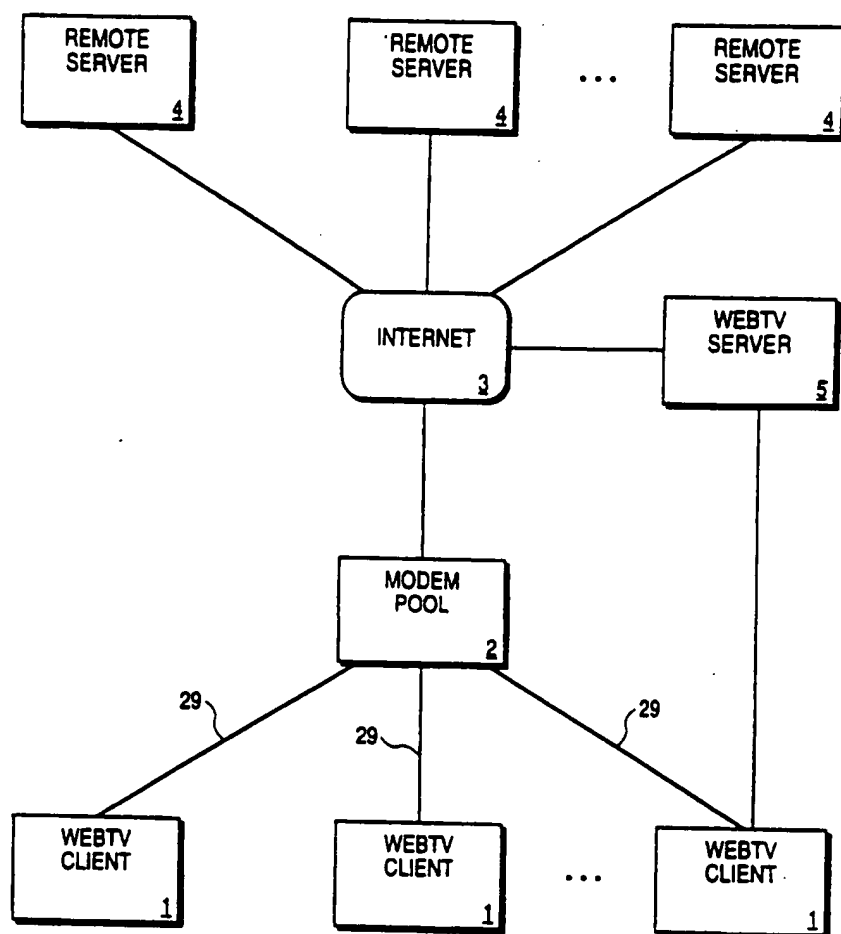 REMOTE
SERVER
4
REMOTE
SERVER
4
...
REMOTE
SERVER
4
INTERNET
3
WEBTV
SERVER
5
MODEM
POOL
2
29
29
29
WEBTV
CLIENT
1
WEBTV
CLIENT
1
...
WEBTV
CLIENT
1